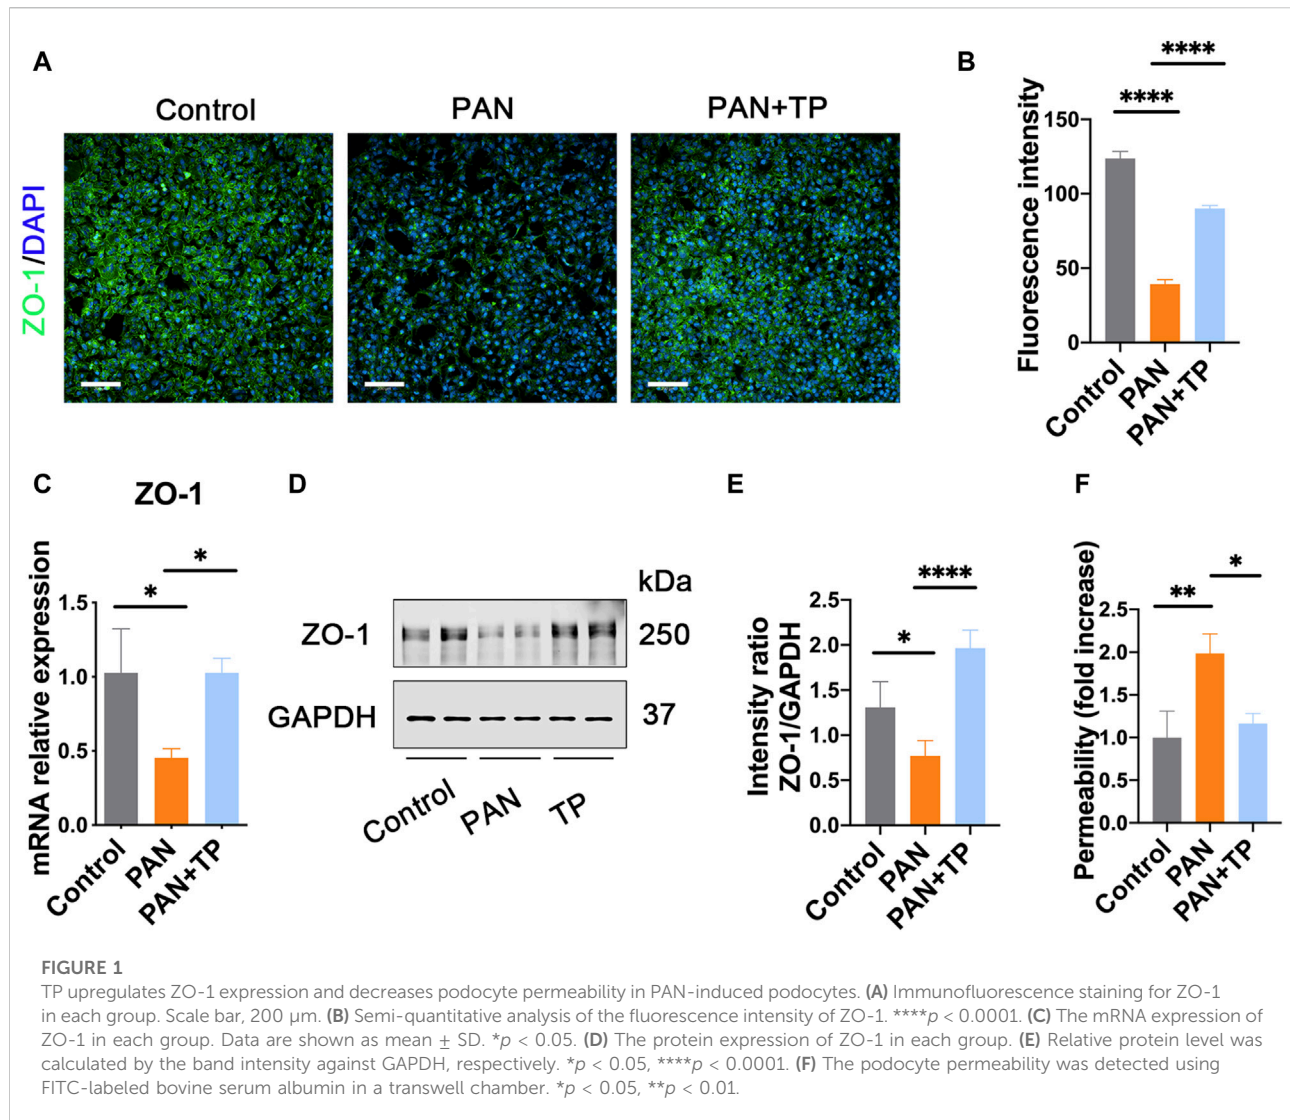 A
Control
PAN
PAN+TP
ZO-1/DAPI
B
****
****
Fluorescence intensity
150
100
50
0
Control
PAN
PAN+TP
C
ZO-1
*
*
mRNA relative expression
1.5
1.0
0.5
0.0
Control
PAN
PAN+TP
D
kDa
ZO-1
250
GAPDH
37
Control
PAN
TP
E
****
*
Intensity ratio
ZO-1/GAPDH
2.5
2.0
1.5
1.0
0.5
0.0
Control
PAN
PAN+TP
F
*
**
Permeability (fold increase)
2.5
2.0
1.5
1.0
0.5
0.0
Control
PAN
PAN+TP
FIGURE 1
TP upregulates ZO-1 expression and decreases podocyte permeability in PAN-induced podocytes. (A) Immunofluorescence staining for ZO-1
in each group. Scale bar, 200 μm. (B) Semi-quantitative analysis of the fluorescence intensity of ZO-1. ****p < 0.0001. (C) The mRNA expression of
ZO-1 in each group. Data are shown as mean ± SD. *p < 0.05. (D) The protein expression of ZO-1 in each group. (E) Relative protein level was
calculated by the band intensity against GAPDH, respectively. *p < 0.05, ****p < 0.0001. (F) The podocyte permeability was detected using
FITC-labeled bovine serum albumin in a transwell chamber. *p < 0.05, **p < 0.01.